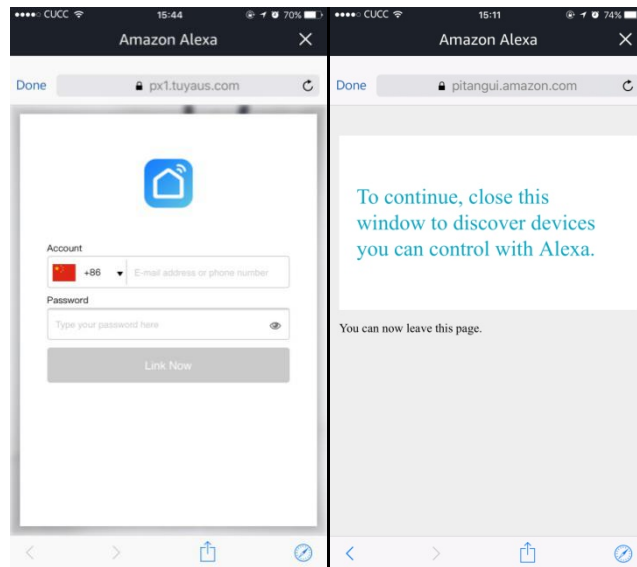 CUCC 15:44 70%
Amazon Alexa
Done px1.tuyaus.com
Account
+86 E-mail address or phone number
Password
Type your password here
Link Now
CUCC 15:11 74%
Amazon Alexa
Done pitangui.amazon.com
To continue, close this
window to discover devices
you can control with Alexa.
You can now leave this page.